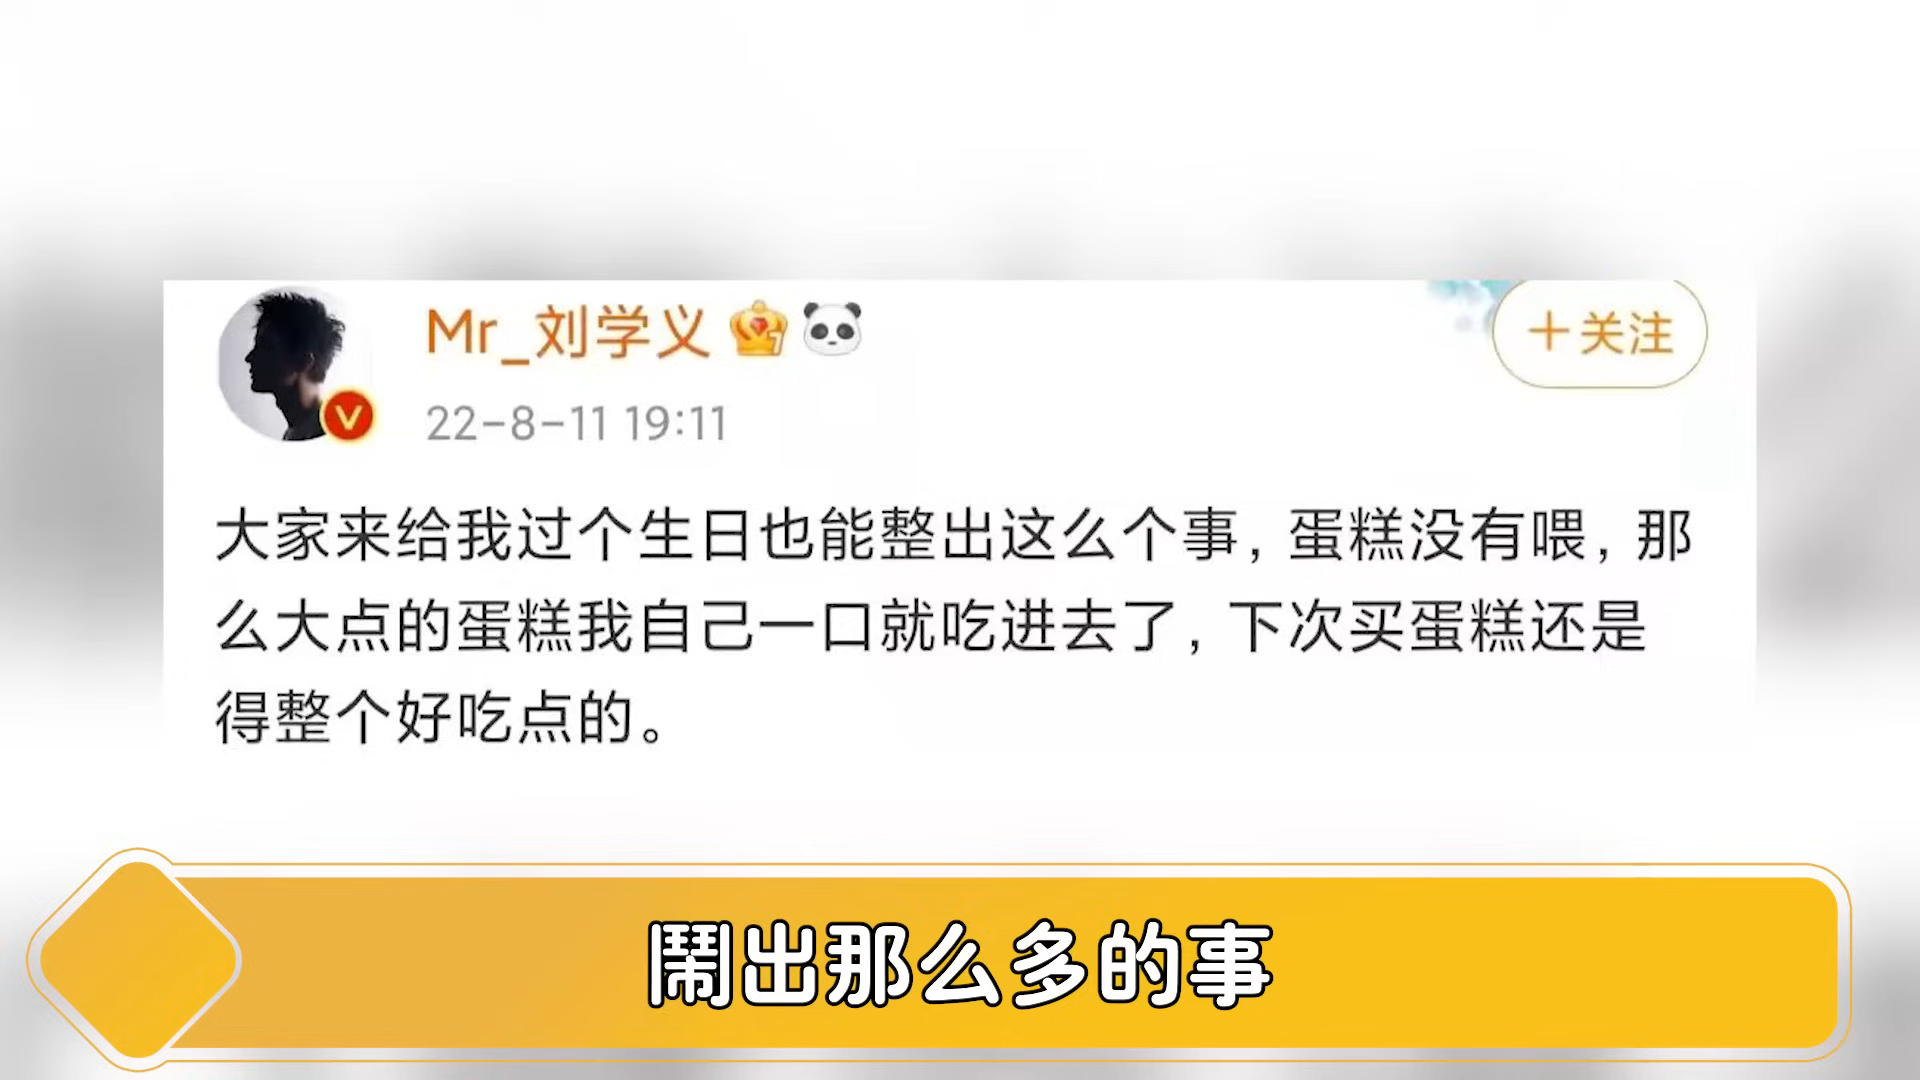 Mr_刘学义
22-8-11 19:11
+关注
大家来给我过个生日也能整出这么个事，蛋糕没有喂，那
么大点的蛋糕我自己一口就吃进去了，下次买蛋糕还是
得整个好吃点的。
鬧出那么多的事